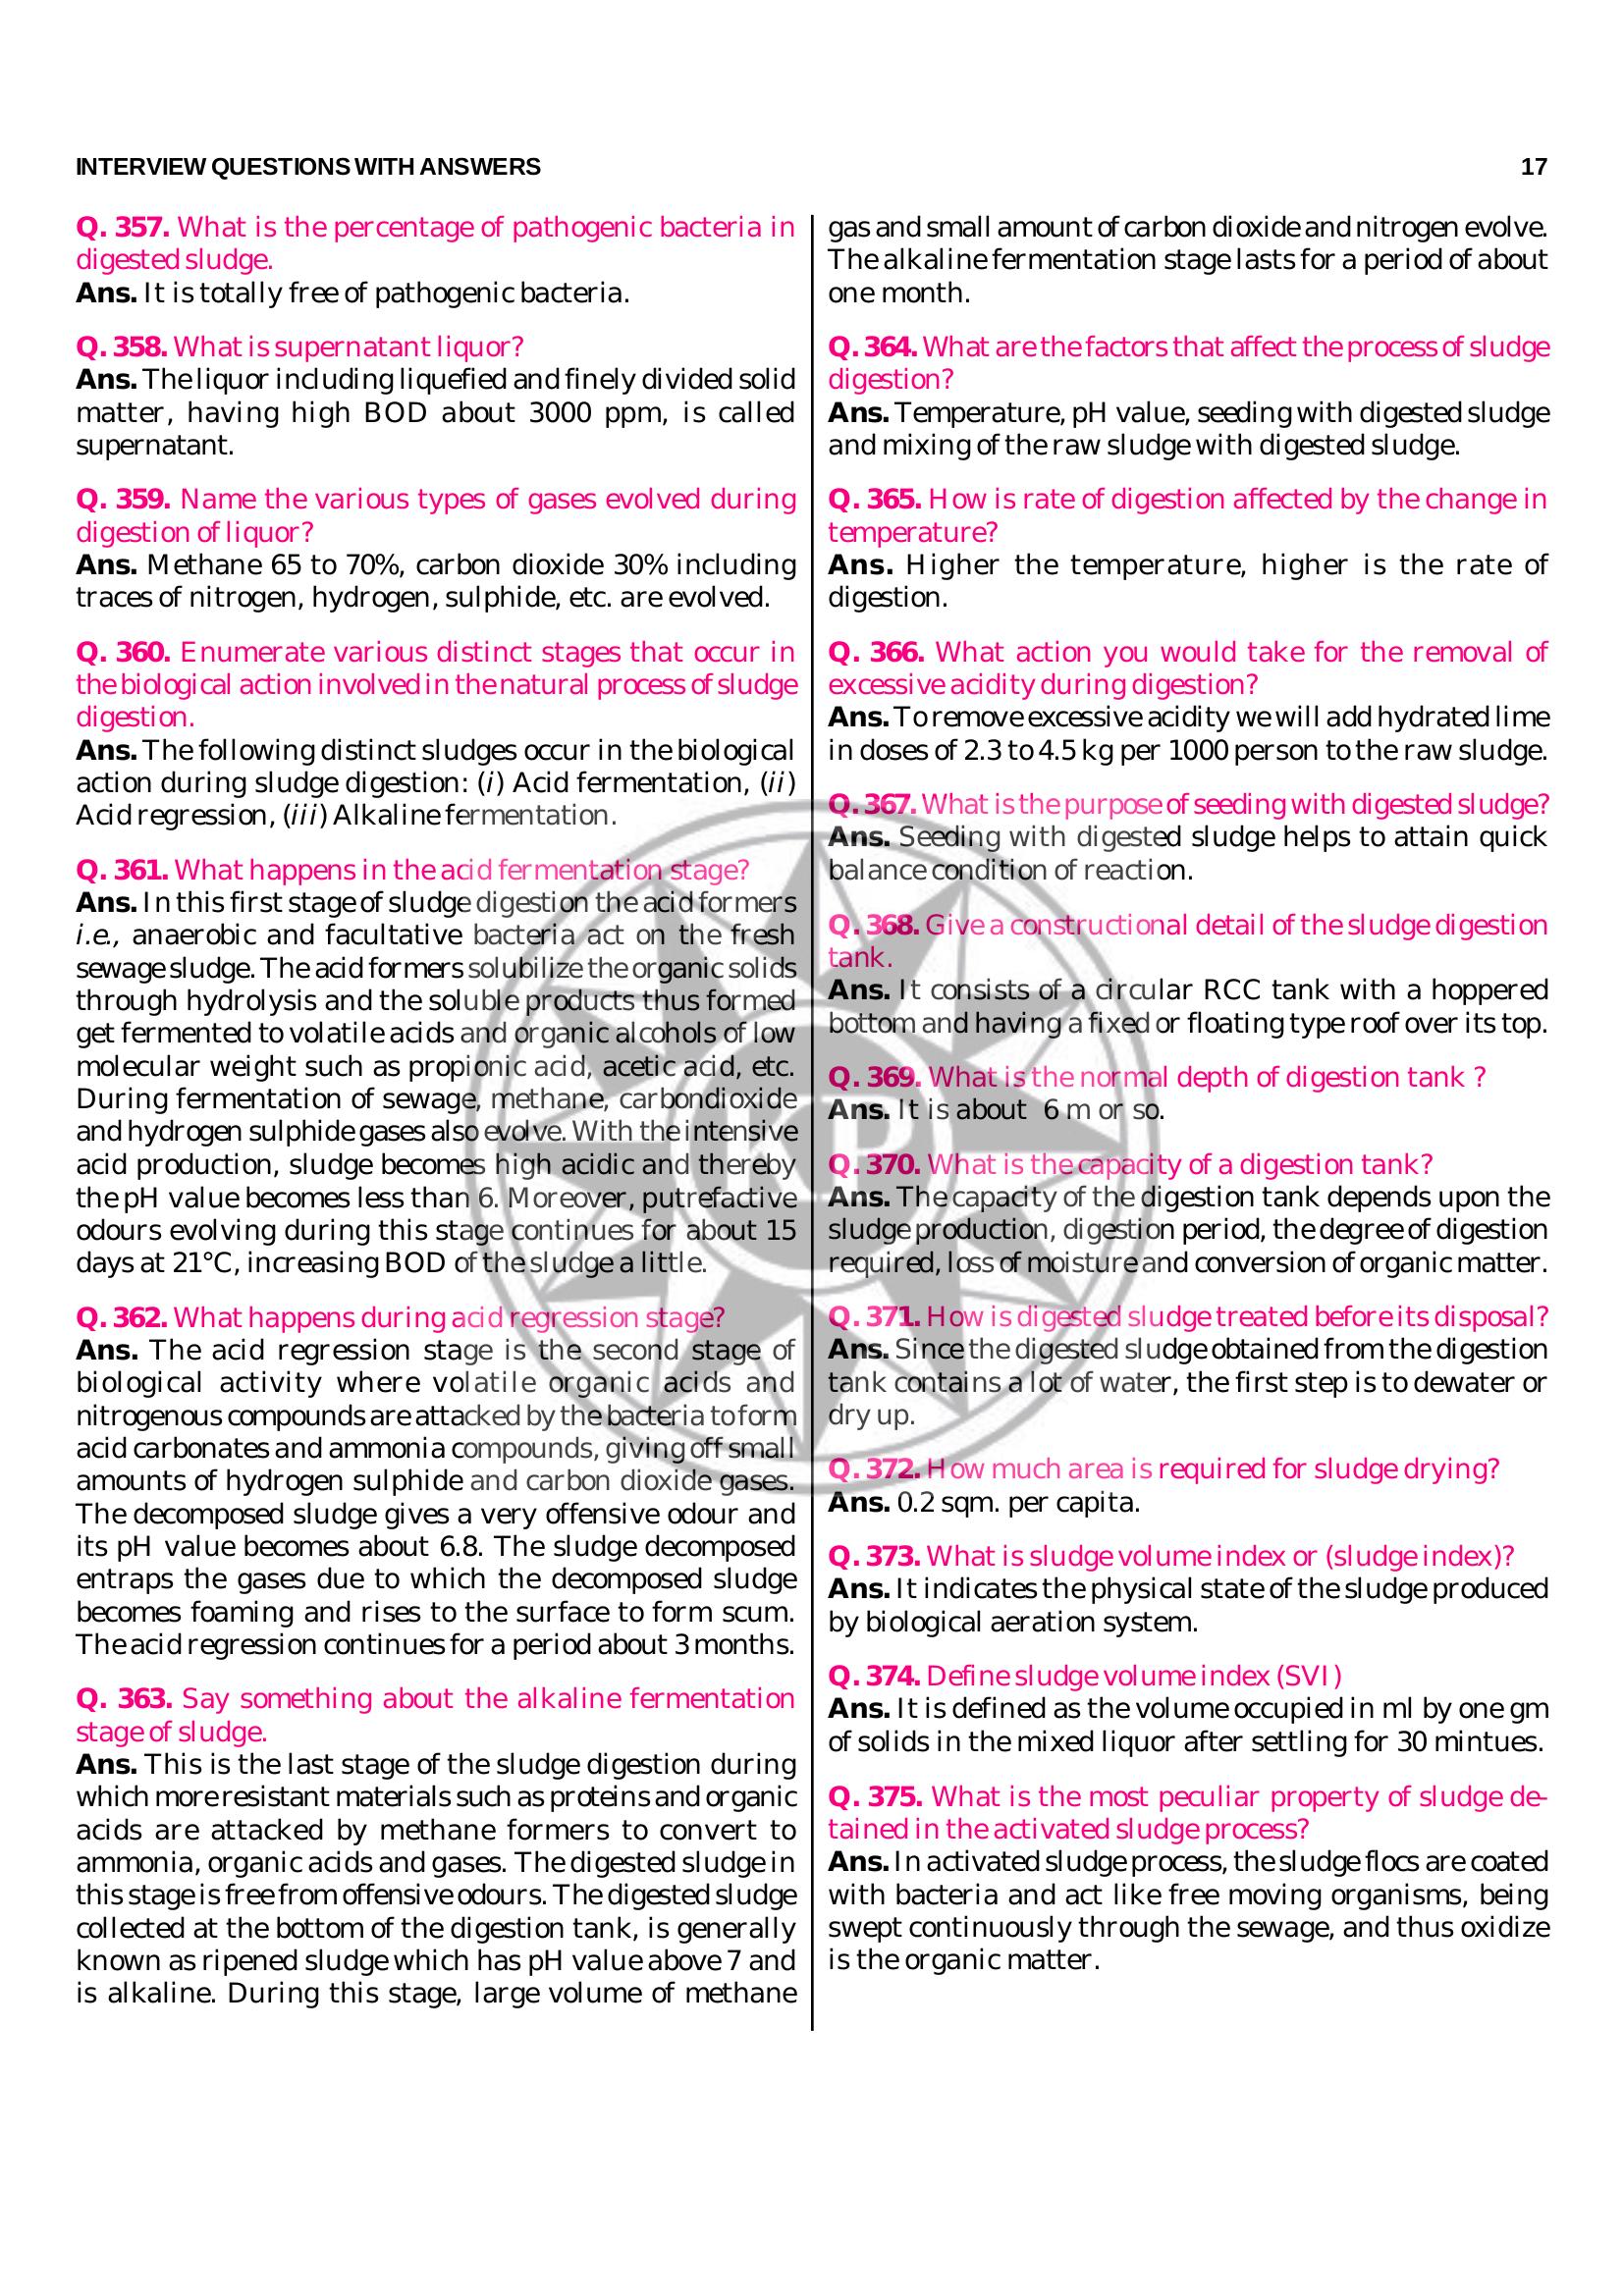 INTERVIEW QUESTIONS WITH ANSWERS 17
Q. 357. What is the percentage of pathogenic bacteria in
digested sludge.
Ans. It is totally free of pathogenic bacteria.
Q. 358. What is supernatant liquor?
Ans. The liquor including liquefied and finely divided solid
matter, having high BOD about 3000 ppm, is called
supernatant.
Q. 359. Name the various types of gases evolved during
digestion of liquor?
Ans. Methane 65 to 70%, carbon dioxide 30% including
traces of nitrogen, hydrogen, sulphide, etc. are evolved.
Q. 360. Enumerate various distinct stages that occur in
the biological action involved in the natural process of sludge
digestion.
Ans. The following distinct sludges occur in the biological
action during sludge digestion: (i) Acid fermentation, (ii)
Acid regression, (iii) Alkaline fermentation.
Q. 361. What happens in the acid fermentation stage?
Ans. In this first stage of sludge digestion the acid formers
i.e., anaerobic and facultative bacteria act on the fresh
sewage sludge. The acid formers solubilize the organic solids
through hydrolysis and the soluble products thus formed
get fermented to volatile acids and organic alcohols of low
molecular weight such as propionic acid, acetic acid, etc.
During fermentation of sewage, methane, carbondioxide
and hydrogen sulphide gases also evolve. With the intensive
acid production, sludge becomes high acidic and thereby
the pH value becomes less than 6. Moreover, putrefactive
odours evolving during this stage continues for about 15
days at 21°C, increasing BOD of the sludge a little.
Q. 362. What happens during acid regression stage?
Ans. The acid regression stage is the second stage of
biological activity where volatile organic acids and
nitrogenous compounds are attacked by the bacteria to form
acid carbonates and ammonia compounds, giving off small
amounts of hydrogen sulphide and carbon dioxide gases.
The decomposed sludge gives a very offensive odour and
its pH value becomes about 6.8. The sludge decomposed
entraps the gases due to which the decomposed sludge
becomes foaming and rises to the surface to form scum.
The acid regression continues for a period about 3 months.
Q. 363. Say something about the alkaline fermentation
stage of sludge.
Ans. This is the last stage of the sludge digestion during
which more resistant materials such as proteins and organic
acids are attacked by methane formers to convert to
ammonia, organic acids and gases. The digested sludge in
this stage is free from offensive odours. The digested sludge
collected at the bottom of the digestion tank, is generally
known as ripened sludge which has pH value above 7 and
is alkaline. During this stage, large volume of methane
gas and small amount of carbon dioxide and nitrogen evolve.
The alkaline fermentation stage lasts for a period of about
one month.
Q. 364. What are the factors that affect the process of sludge
digestion?
Ans. Temperature, pH value, seeding with digested sludge
and mixing of the raw sludge with digested sludge.
Q. 365. How is rate of digestion affected by the change in
temperature?
Ans. Higher the temperature, higher is the rate of
digestion.
Q. 366. What action you would take for the removal of
excessive acidity during digestion?
Ans. To remove excessive acidity we will add hydrated lime
in doses of 2.3 to 4.5 kg per 1000 person to the raw sludge.
Q. 367. What is the purpose of seeding with digested sludge?
Ans. Seeding with digested sludge helps to attain quick
balance condition of reaction.
Q. 368. Give a constructional detail of the sludge digestion
tank.
Ans. It consists of a circular RCC tank with a hoppered
bottom and having a fixed or floating type roof over its top.
Q. 369. What is the normal depth of digestion tank ?
Ans. It is about 6 m or so.
Q. 370. What is the capacity of a digestion tank?
Ans. The capacity of the digestion tank depends upon the
sludge production, digestion period, the degree of digestion
required, loss of moisture and conversion of organic matter.
Q. 371. How is digested sludge treated before its disposal?
Ans. Since the digested sludge obtained from the digestion
tank contains a lot of water, the first step is to dewater or
dry up.
Q. 372. How much area is required for sludge drying?
Ans. 0.2 sqm. per capita.
Q. 373. What is sludge volume index or (sludge index)?
Ans. It indicates the physical state of the sludge produced
by biological aeration system.
Q. 374. Define sludge volume index (SVI)
Ans. It is defined as the volume occupied in ml by one gm
of solids in the mixed liquor after settling for 30 mintues.
Q. 375. What is the most peculiar property of sludge de-
tained in the activated sludge process?
Ans. In activated sludge process, the sludge flocs are coated
with bacteria and act like free moving organisms, being
swept continuously through the sewage, and thus oxidize
is the organic matter.
KP